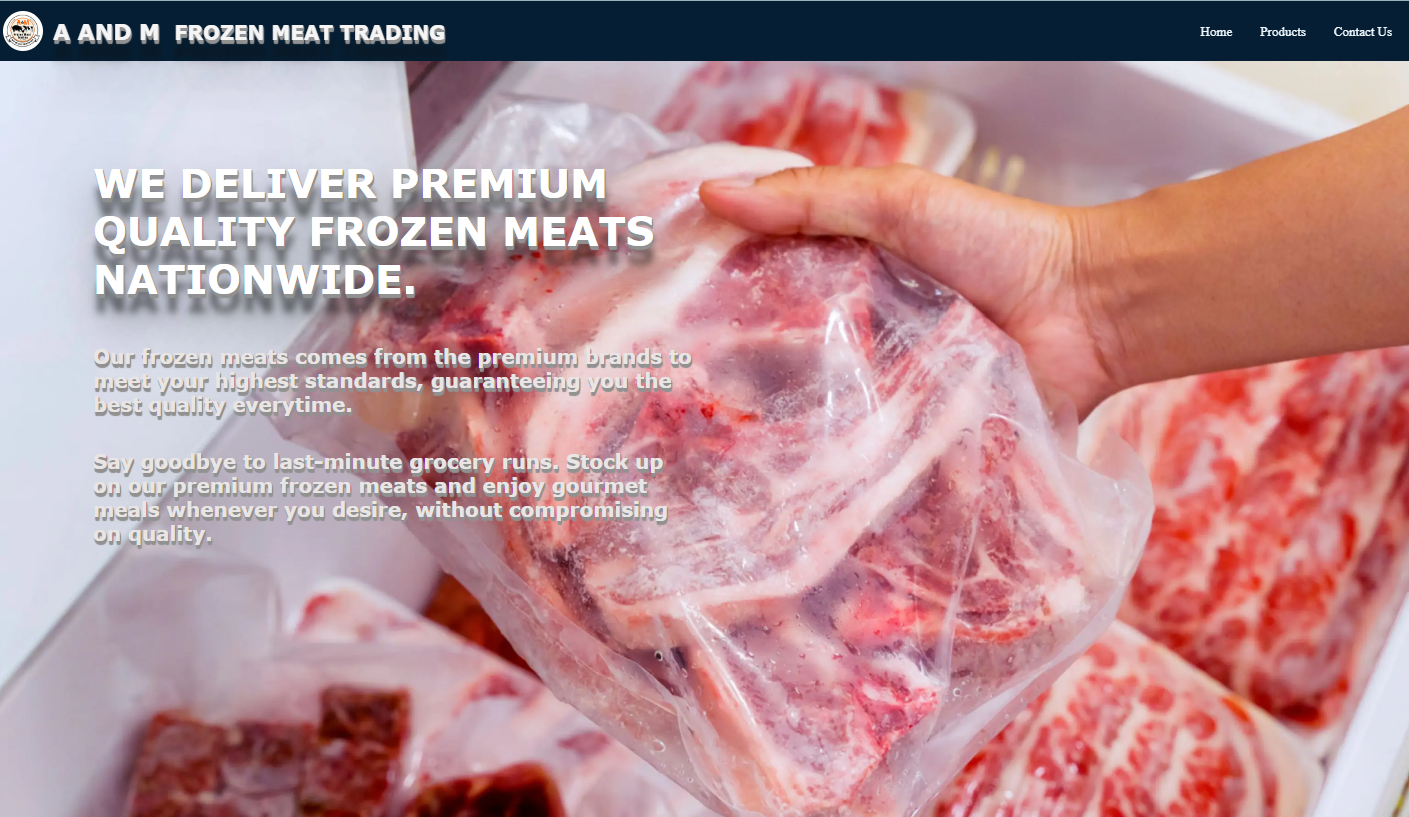 A AND M FROZEN MEAT TRADING
Home Products Contact Us
WE DELIVER PREMIUM
QUALITY FROZEN MEATS
NATIONWIDE.
Our frozen meats comes from the premium brands to
meet your highest standards, guaranteeing you the
best quality everytime.
Say goodbye to last-minute grocery runs. Stock up
on our premium frozen meats and enjoy gourmet
meals whenever you desire, without compromising
on quality.